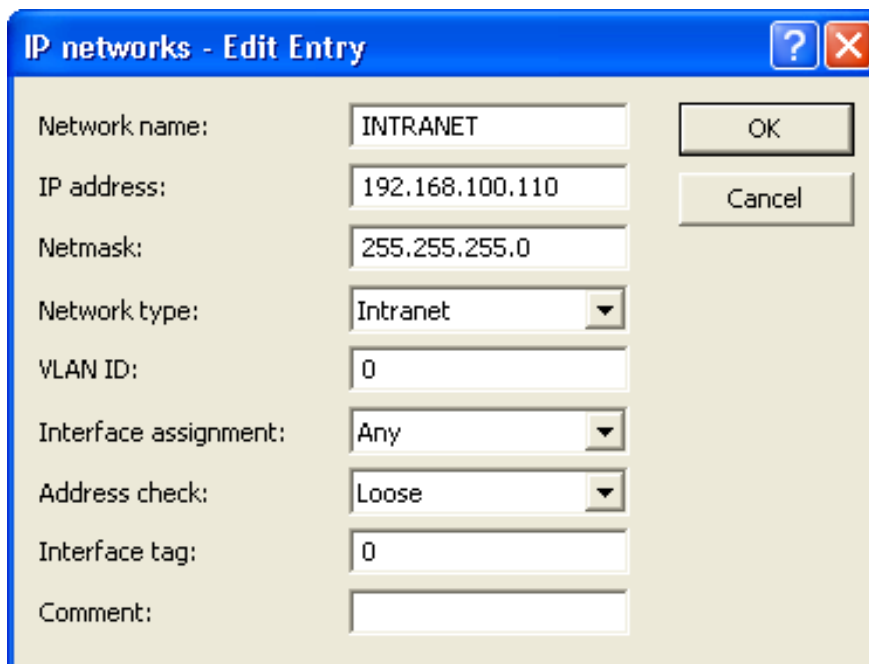 IP networks - Edit Entry
Network name: INTRANET OK
IP address: 192.168.100.110 Cancel
Netmask: 255.255.255.0
Network type: Intranet
VLAN ID: 0
Interface assignment: Any
Address check: Loose
Interface tag: 0
Comment: